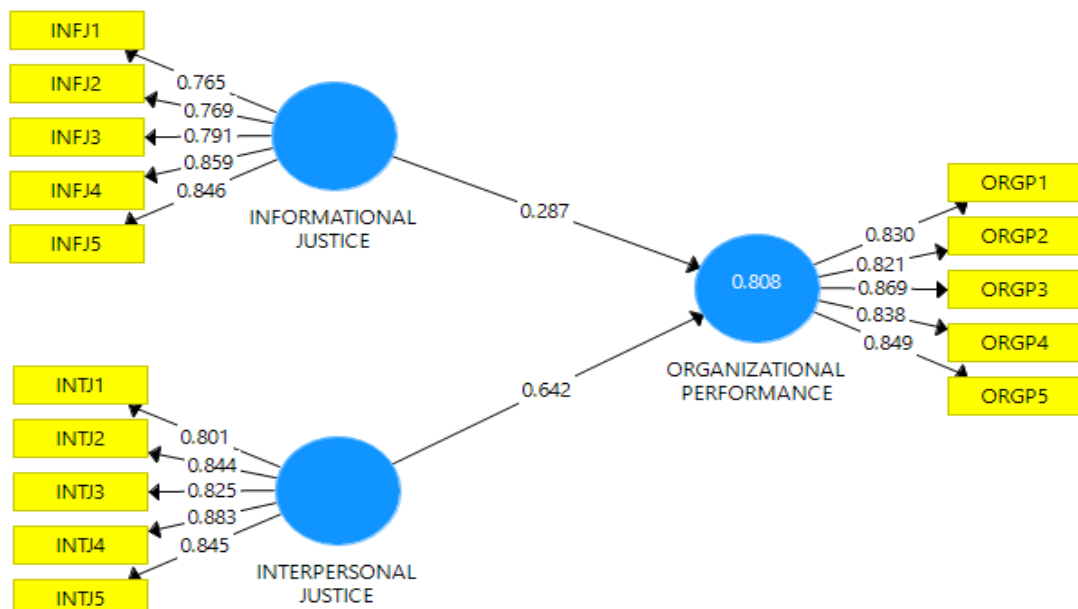 INFJ1
INFJ2
INFJ3
INFJ4
INFJ5
0.765
0.769
0.791
0.859
0.846
INFORMATIONAL
JUSTICE
0.287
INTJ1
INTJ2
INTJ3
INTJ4
INTJ5
0.801
0.844
0.825
0.883
0.845
INTERPERSONAL
JUSTICE
0.642
0.808
ORGANIZATIONAL
PERFORMANCE
0.830
0.821
0.869
0.838
0.849
ORGP1
ORGP2
ORGP3
ORGP4
ORGP5